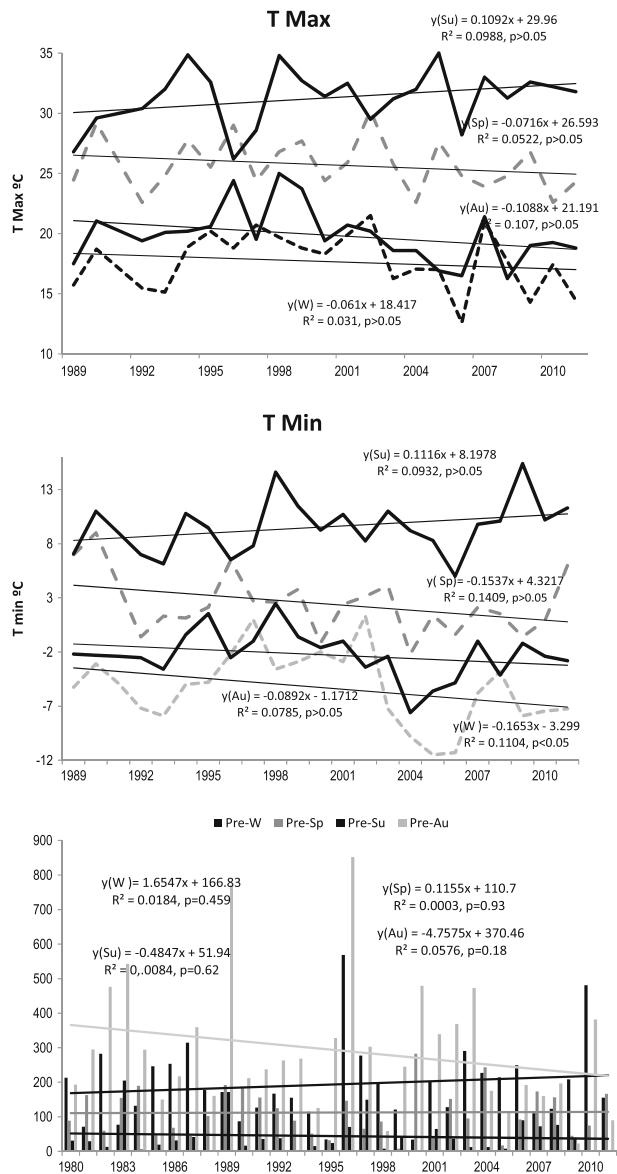 T Max
y(Su) = 0.1092x + 29.96
R² = 0.0988, p>0.05
35
30
25
20
15
10
T Max ºC
y(Sp) = -0.0716x + 26.593
R² = 0.0522, p>0.05
y(Au) = -0.1088x + 21.191
R² = 0.107, p>0.05
y(W) = -0.061x + 18.417
R² = 0.031, p>0.05
1989 1992 1995 1998 2001 2004 2007 2010
T Min
y(Su) = 0.1116x + 8.1978
R² = 0.0932, p>0.05
13
8
3
-2
-7
-12
T min ºC
y( Sp)= -0.1537x + 4.3217
R² = 0.1409, p>0.05
y(Au) = -0.0892x - 1.1712
R² = 0.0785, p>0.05
y(W ) = -0.1653x - 3.299
R² = 0.1104, p<0.05
1989 1992 1995 1998 2001 2004 2007 2010
Pre-W Pre-Sp Pre-Su Pre-Au
900
800
700
600
500
400
300
200
100
0
y(W )= 1.6547x + 166.83
R² = 0.0184, p=0.459
y(Sp) = 0.1155x + 110.7
R² = 0.0003, p=0.93
y(Su) = -0.4847x + 51.94
R² = 0,.0084, p=0.62
y(Au) = -4.7575x + 370.46
R² = 0.0576, p=0.18
1980 1983 1986 1989 1992 1995 1998 2001 2004 2007 2010